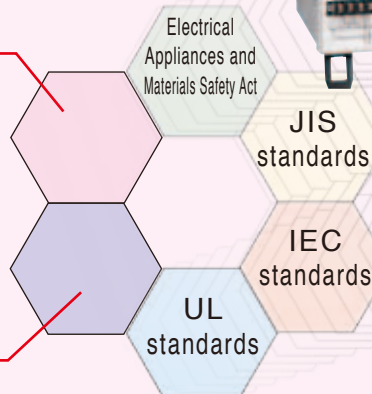 Electrical
Appliances and
Materials Safety Act
JIS
standards
IEC
standards
UL
standards